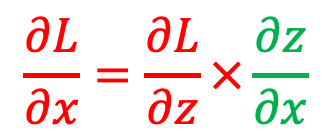 ∂L/∂x = ∂L/∂z × ∂z/∂x